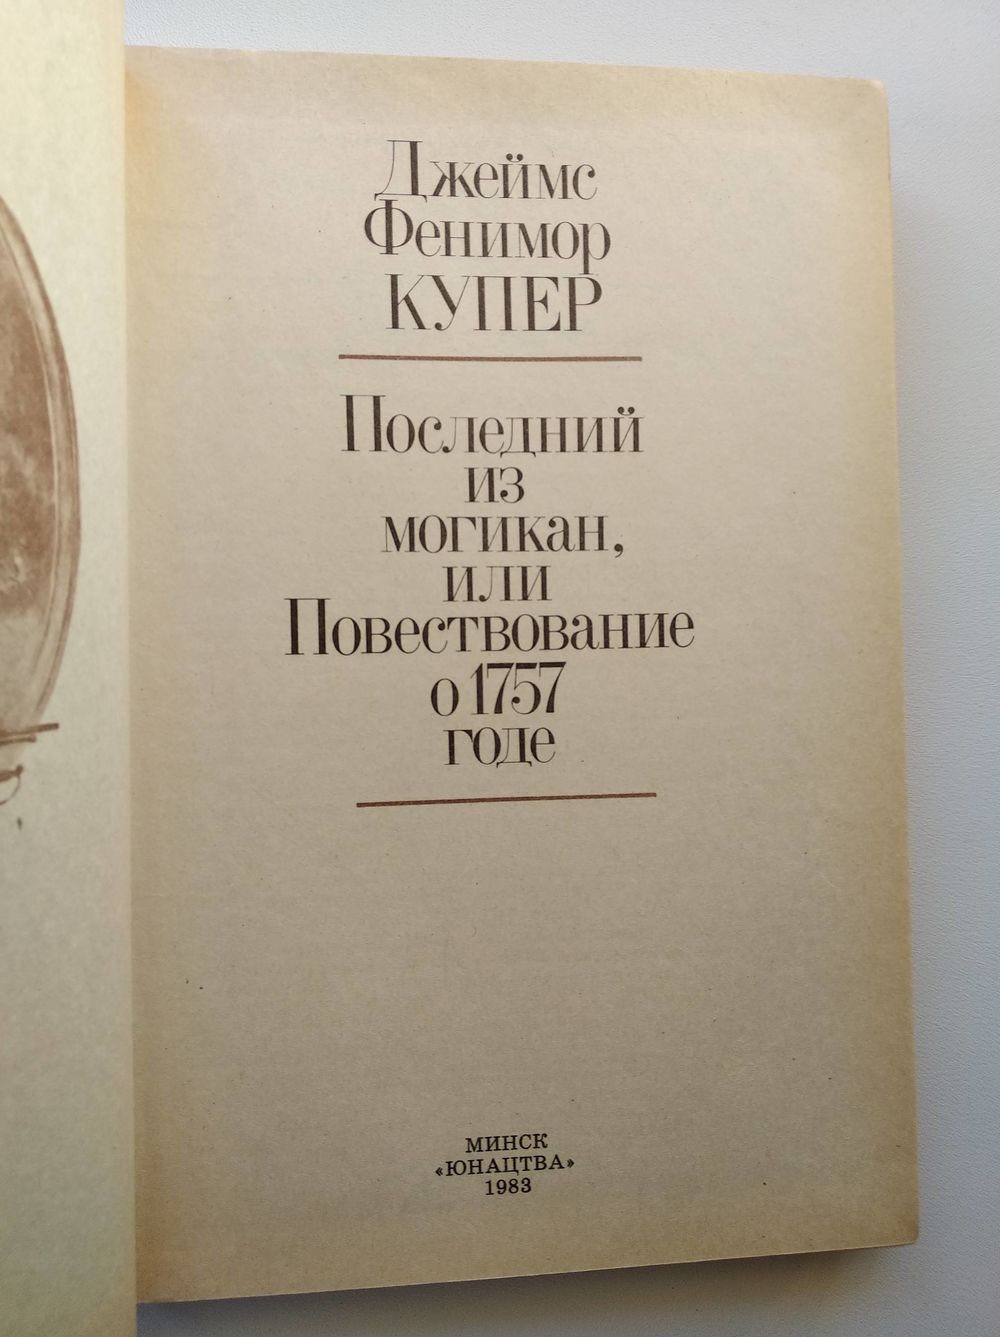 Джеймс
Фенимор
КУПЕР
Последний
из
могикан,
или
Повествование
о 1757
годе
МИНСК
«ЮНАЦТВА»
1983